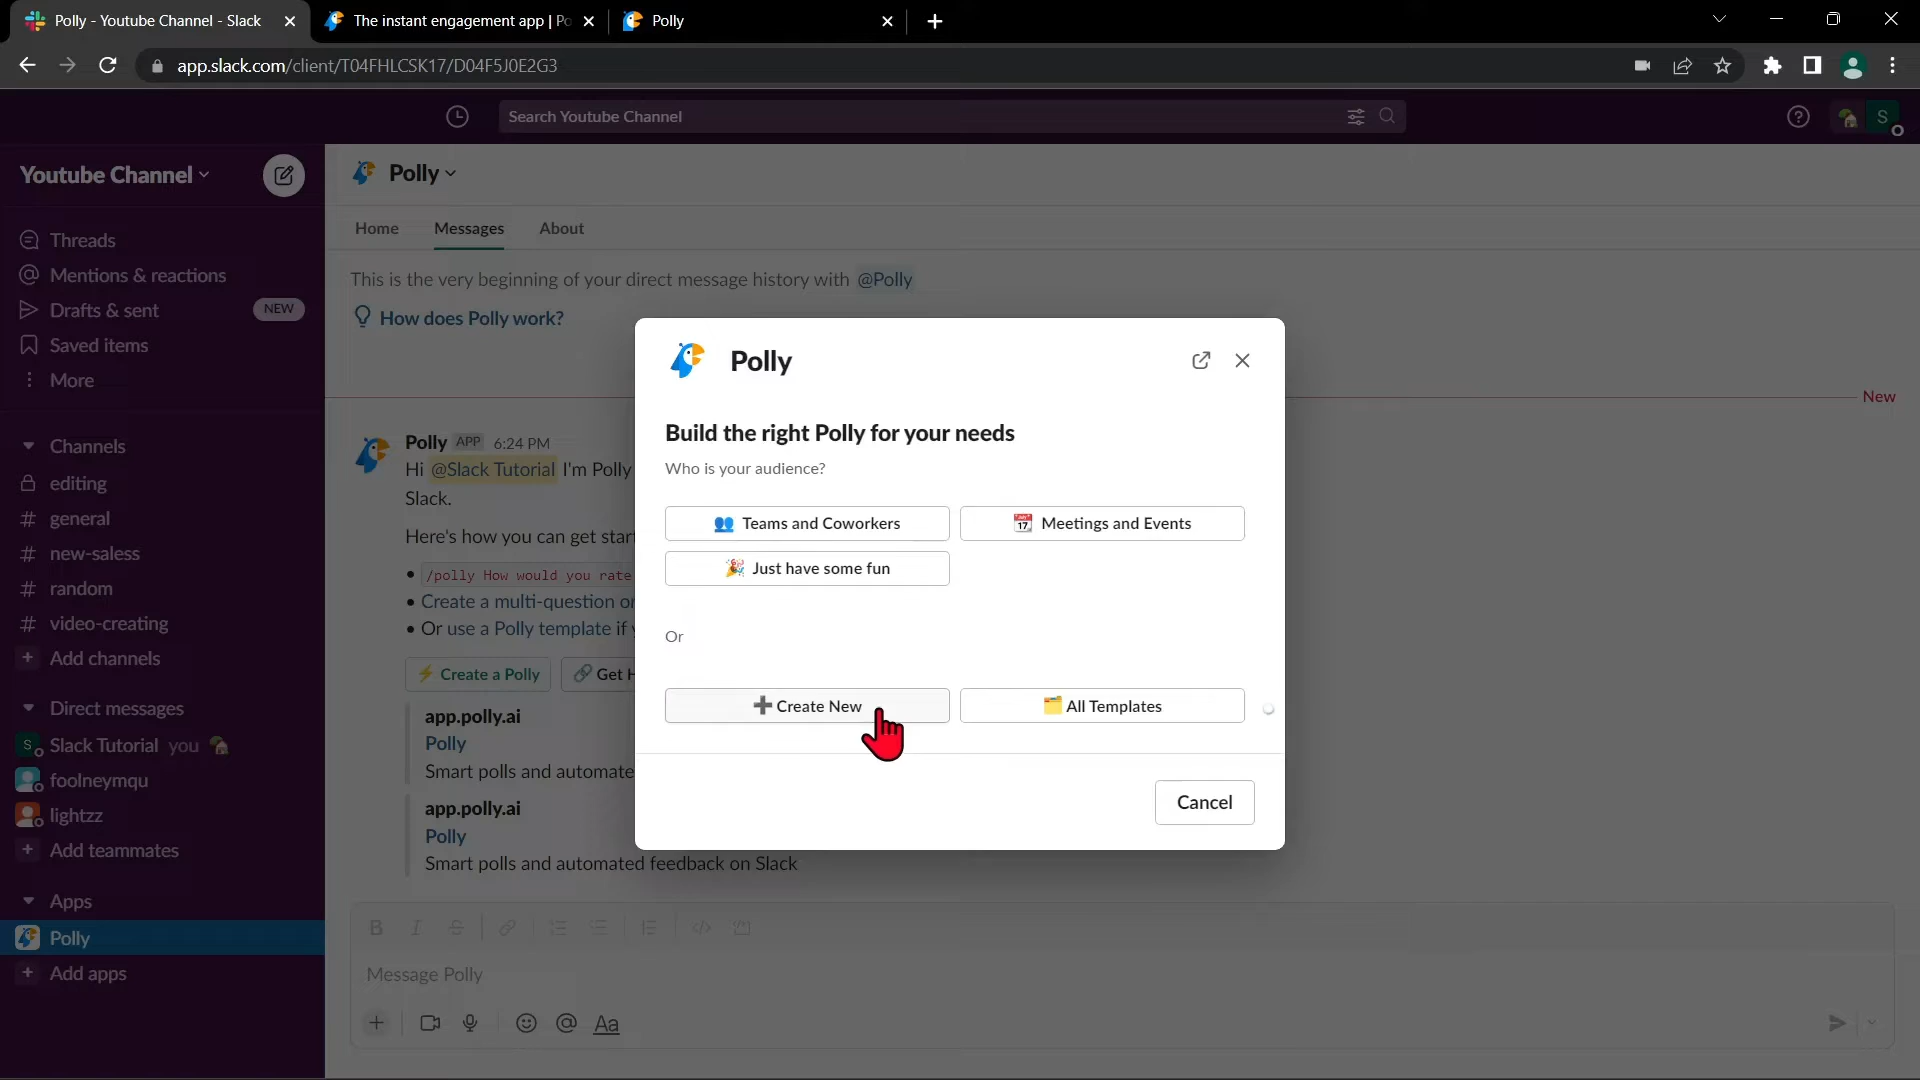 Polly - Youtube Channel - Slack
The instant engagement app | Po
Polly
app.slack.com/client/T04FHLCSK17/D04F5J0E2G3
Search Youtube Channel
S
Youtube Channel
Threads
Mentions & reactions
Drafts & sent NEW
Saved items
More
Channels
editing
# general
# new-saless
# random
# video-creating
+ Add channels
Direct messages
S Slack Tutorial you
foolneymqu
lightzz
+ Add teammates
Apps
Polly
+ Add apps
Polly
Home Messages About
This is the very beginning of your direct message history with @Polly
How does Polly work?
New
Polly APP 6:24 PM
Hi @Slack Tutorial I'm Polly
Slack.
Here's how you can get star
• /polly How would you rate
• Create a multi-question or
• Or use a Polly template if
Create a Polly Get H
app.polly.ai
Polly
Smart polls and automate
app.polly.ai
Polly
Smart polls and automated feedback on Slack
Message Polly
Aa
Polly
Build the right Polly for your needs
Who is your audience?
Teams and Coworkers
Meetings and Events
Just have some fun
Or
Create New
All Templates
Cancel